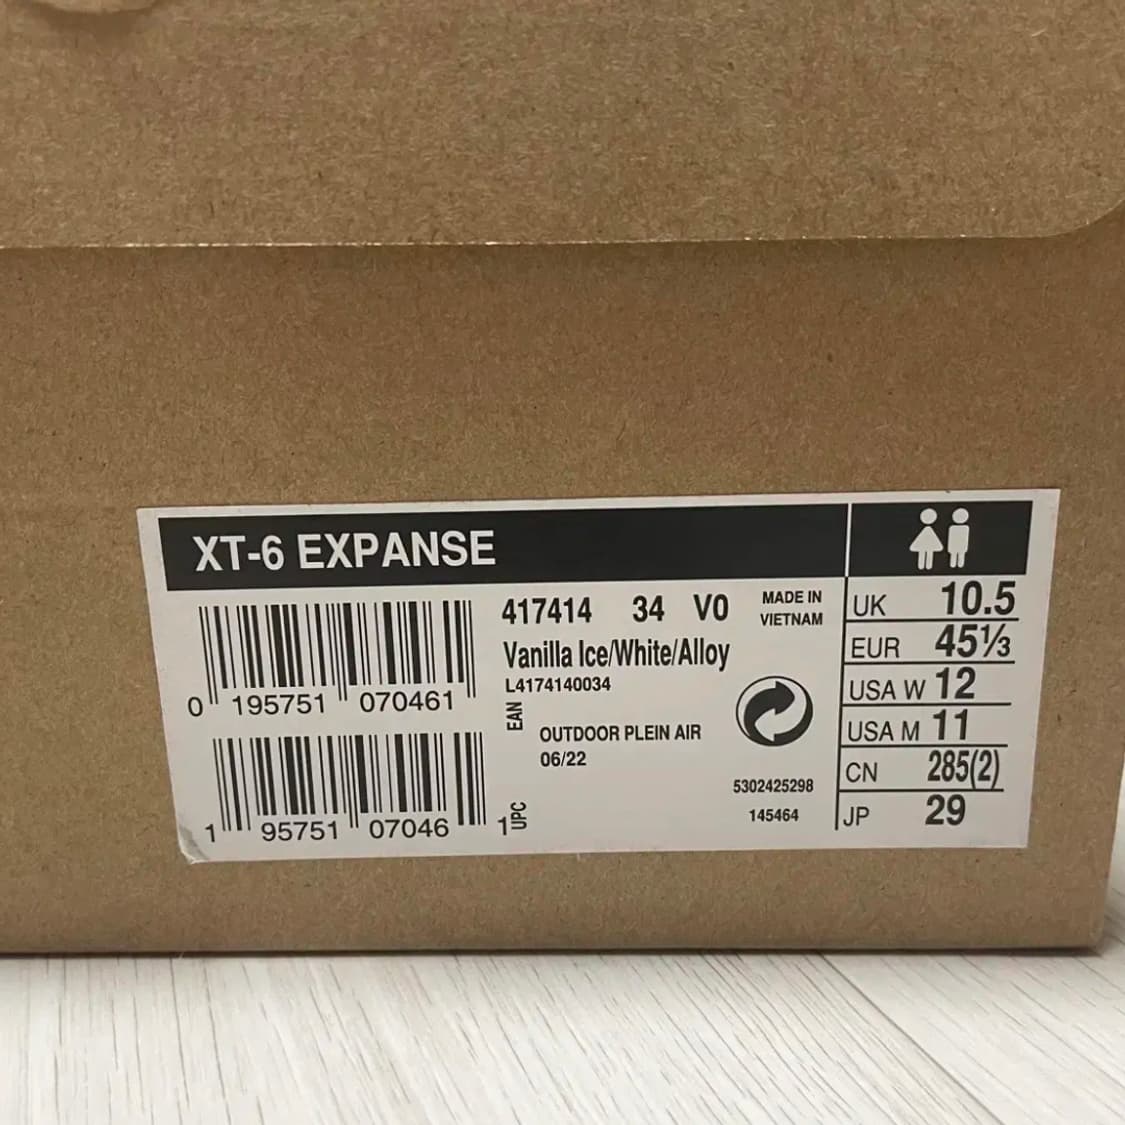 XT-6 EXPANSE
0 195751 070461
1 95751 07046 1
EAN
UPC
417414 34 V0
Vanilla Ice/White/Alloy
L4174140034
OUTDOOR PLEIN AIR
06/22
MADE IN
VIETNAM
5302425298
145464
UK 10.5
EUR 45⅓
USA W 12
USA M 11
CN 285(2)
JP 29